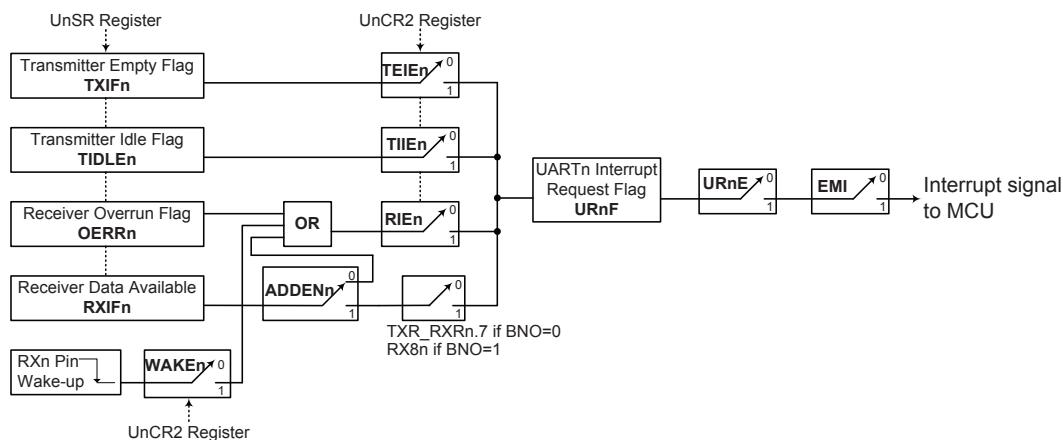 UnSR Register
UnCR2 Register
Transmitter Empty Flag
TXIFn
TEIEn
0
1
Transmitter Idle Flag
TIDLEn
TIIEn
0
1
UARTn Interrupt
Request Flag
URnF
URnE
0
1
EMI
0
1
Interrupt signal
to MCU
Receiver Overrun Flag
OERRn
OR
RIEn
0
1
Receiver Data Available
RXIFn
ADDENn
0
1
0
1
TXR_RXRn.7 if BNO=0
RX8n if BNO=1
RXn Pin
Wake-up
WAKEn
0
1
UnCR2 Register